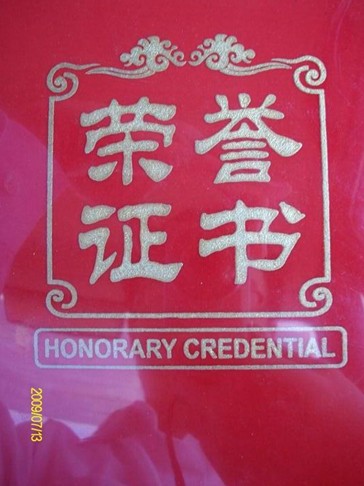 荣誉
证书
HONORARY CREDENTIAL
2009/07/13